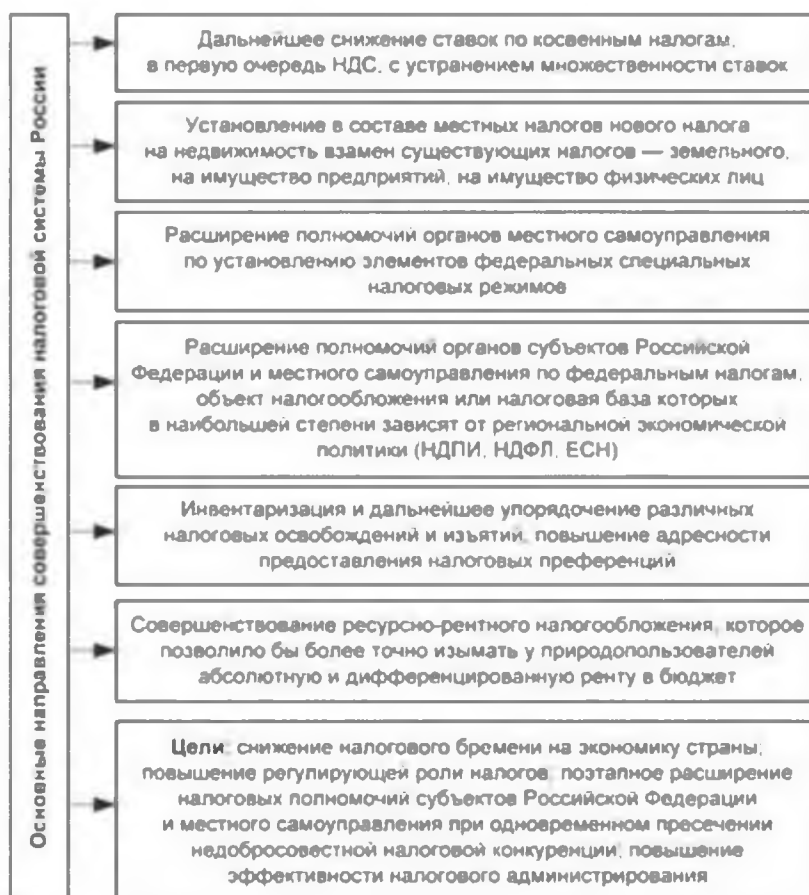 Основные направления совершенствования налоговой системы России
Дальнейшее снижение ставок по косвенным налогам,
в первую очередь НДС, с устранением множественности ставок
Установление в составе местных налогов нового налога
на недвижимость взамен существующих налогов — земельного,
на имущество предприятий, на имущество физических лиц
Расширение полномочий органов местного самоуправления
по установлению элементов федеральных специальных
налоговых режимов
Расширение полномочий органов субъектов Российской
Федерации и местного самоуправления по федеральным налогам,
объект налогообложения или налоговая база которых
в наибольшей степени зависят от региональной экономической
политики (НДПИ, НДФЛ, ЕСН)
Инвентаризация и дальнейшее упорядочение различных
налоговых освобождений и изъятий, повышение адресности
предоставления налоговых преференций
Совершенствование ресурсно-рентного налогообложения, которое
позволило бы более точно изымать у природопользователей
абсолютную и дифференцированную ренту в бюджет
Цели: снижение налогового бремени на экономику страны;
повышение регулирующей роли налогов; поэтапное расширение
налоговых полномочий субъектов Российской Федерации
и местного самоуправления при одновременном пресечении
недобросовестной налоговой конкуренции; повышение
эффективности налогового администрирования